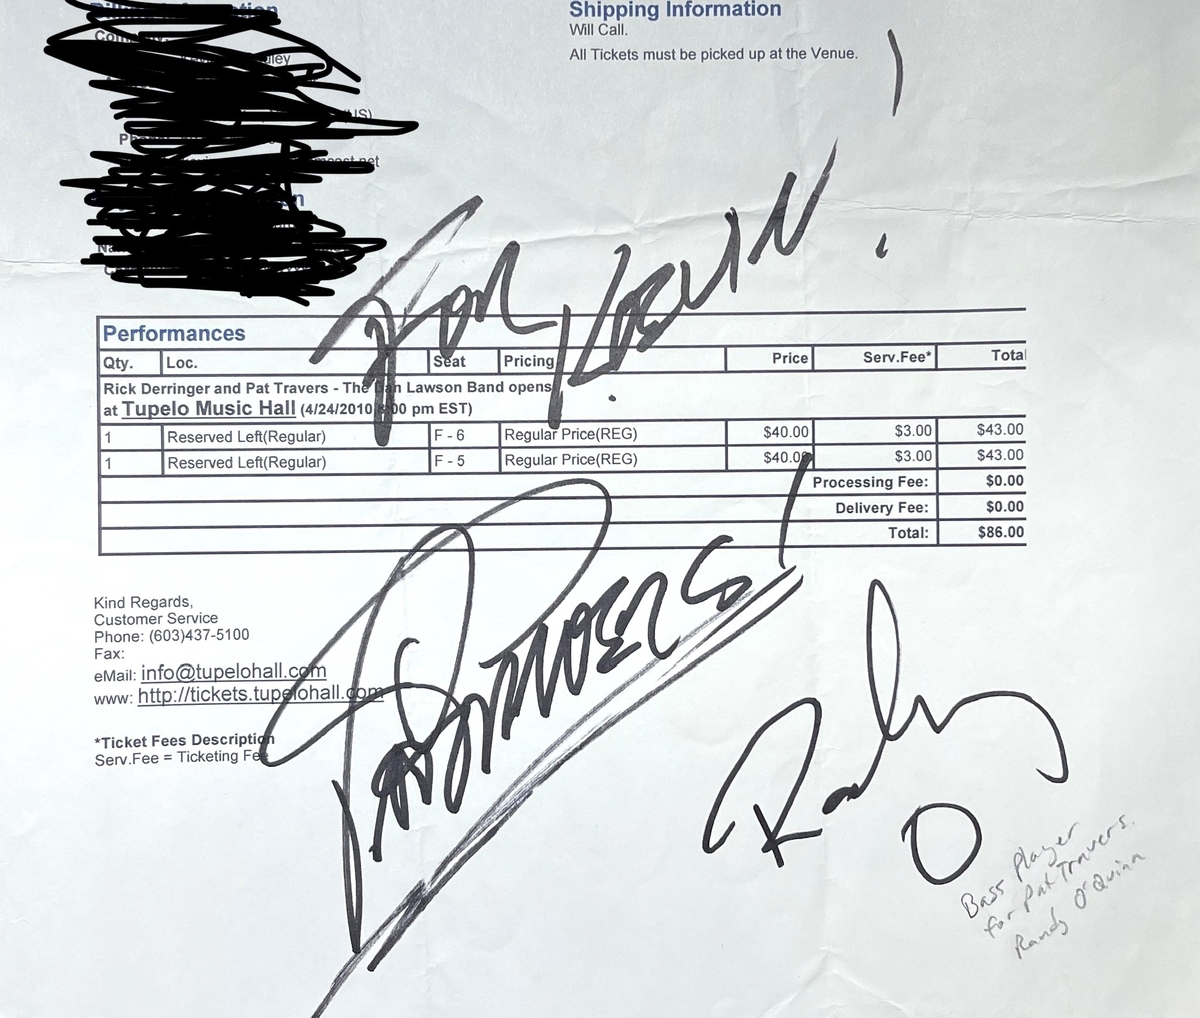 Shipping Information
Will Call.
All Tickets must be picked up at the Venue.
FOR KEVIN!
Performances
Qty. Loc. Seat Pricing Price Serv.Fee* Total
Rick Derringer and Pat Travers - The Dan Lawson Band opens
at Tupelo Music Hall (4/24/2010 8:00 pm EST)
1 Reserved Left(Regular) F - 6 Regular Price(REG) $40.00 $3.00 $43.00
1 Reserved Left(Regular) F - 5 Regular Price(REG) $40.00 $3.00 $43.00
Processing Fee: $0.00
Delivery Fee: $0.00
Total: $86.00
Kind Regards,
Customer Service
Phone: (603)437-5100
Fax:
eMail: info@tupelohall.com
www: http://tickets.tupelohall.com
*Ticket Fees Description
Serv.Fee = Ticketing Fee
Pat Travers!
Randy
O
Bass Player
for Pat Travers.
Randy O'Quinn